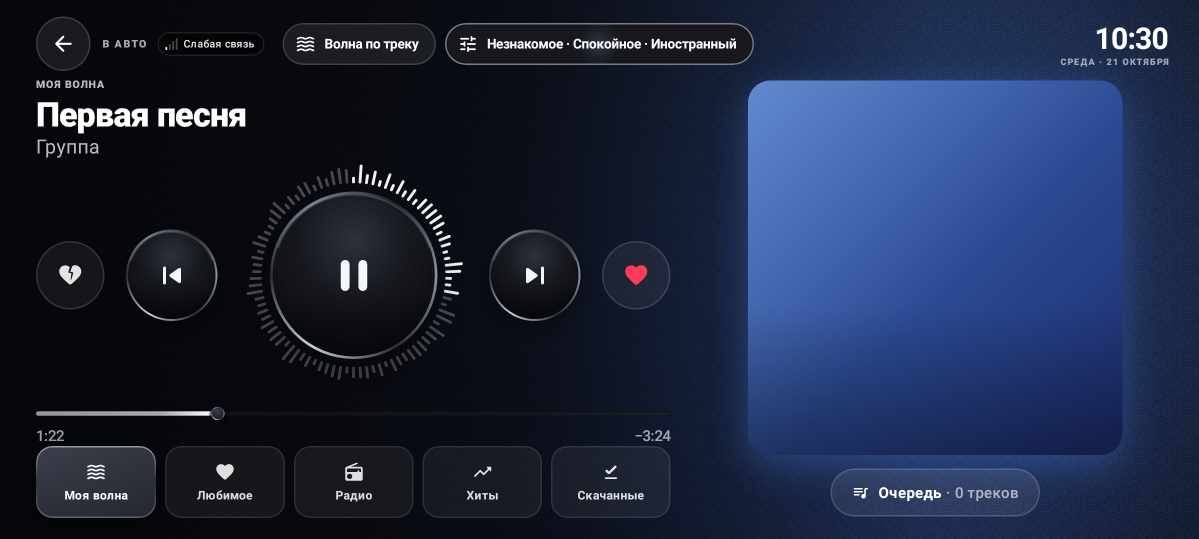 В АВТО
Слабая связь
Волна по треку
Незнакомое · Спокойное · Иностранный
10:30
СРЕДА · 21 ОКТЯБРЯ
МОЯ ВОЛНА
Первая песня
Группа
1:22
−3:24
Моя волна
Любимое
Радио
Хиты
Скачанные
Очередь · 0 треков